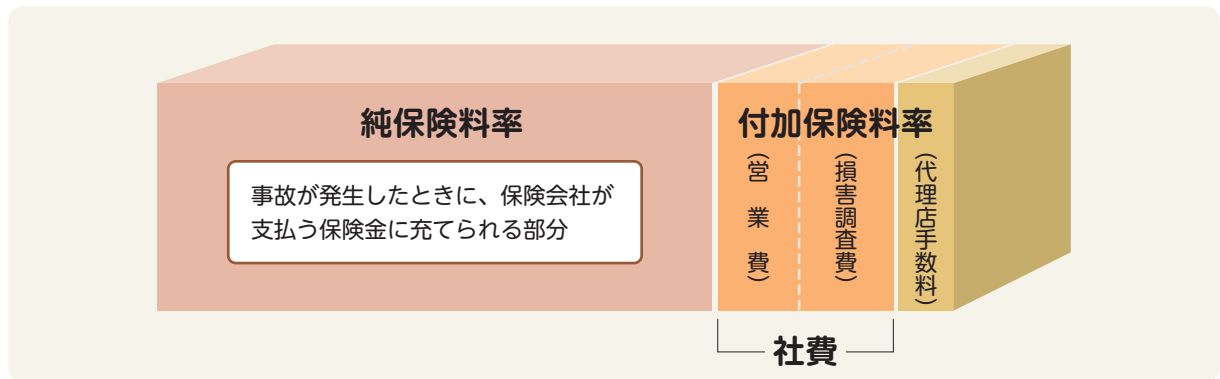 純保険料率
事故が発生したときに、保険会社が
支払う保険金に充てられる部分
付加保険料率
（営業費）
（損害調査費）
（代理店手数料）
社費